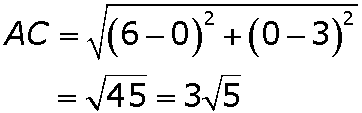 AC = √((6 − 0)² + (0 − 3)²)
= √45 = 3√5